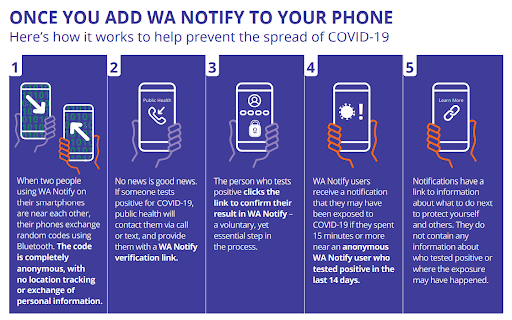 ONCE YOU ADD WA NOTIFY TO YOUR PHONE
Here's how it works to help prevent the spread of COVID-19
1
When two people
using WA Notify on
their smartphones
are near each other,
their phones exchange
random codes using
Bluetooth. The code
is completely
anonymous, with
no location tracking
or exchange of
personal information.
2
Public Health
No news is good news.
If someone tests
positive for COVID-19,
public health will
contact them via call
or text, and provide
them with a WA Notify
verification link.
3
The person who tests
positive clicks the
link to confirm their
result in WA Notify –
a voluntary, yet
essential step in
the process.
4
!
WA Notify users
receive a notification
that they may have
been exposed to
COVID-19 if they spent
15 minutes or more
near an anonymous
WA Notify user who
tested positive in the
last 14 days.
5
Learn More
Notifications have a
link to information
about what to do next
to protect yourself
and others. They do
not contain any
information about
who tested positive or
where the exposure
may have happened.